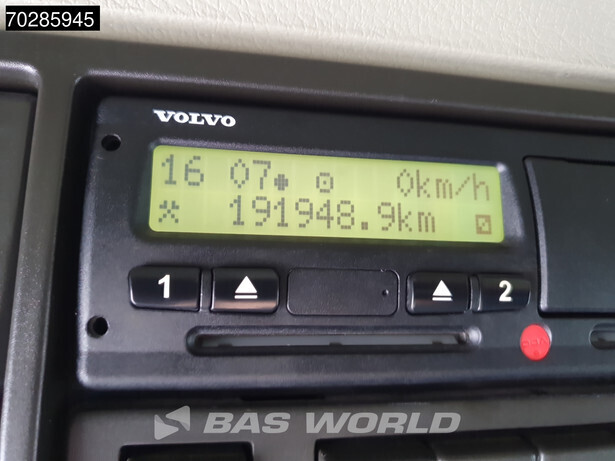 70285945
VOLVO
16 07 0km/h
191948.9km
1 2
BAS WORLD